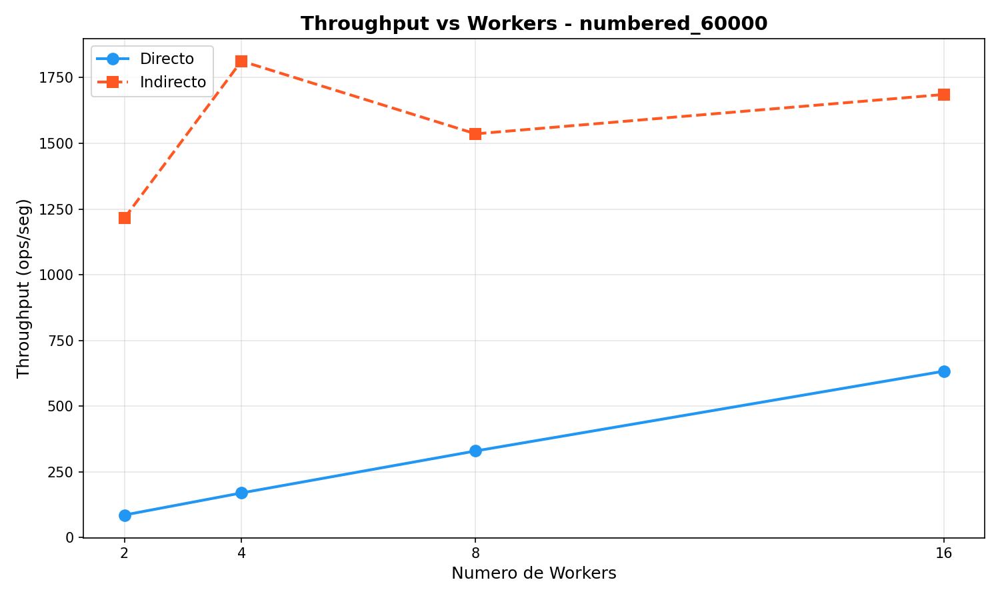 Throughput vs Workers - numbered_60000
Directo
Indirecto
Throughput (ops/seg)
1750
1500
1250
1000
750
500
250
0
2
4
8
16
Numero de Workers